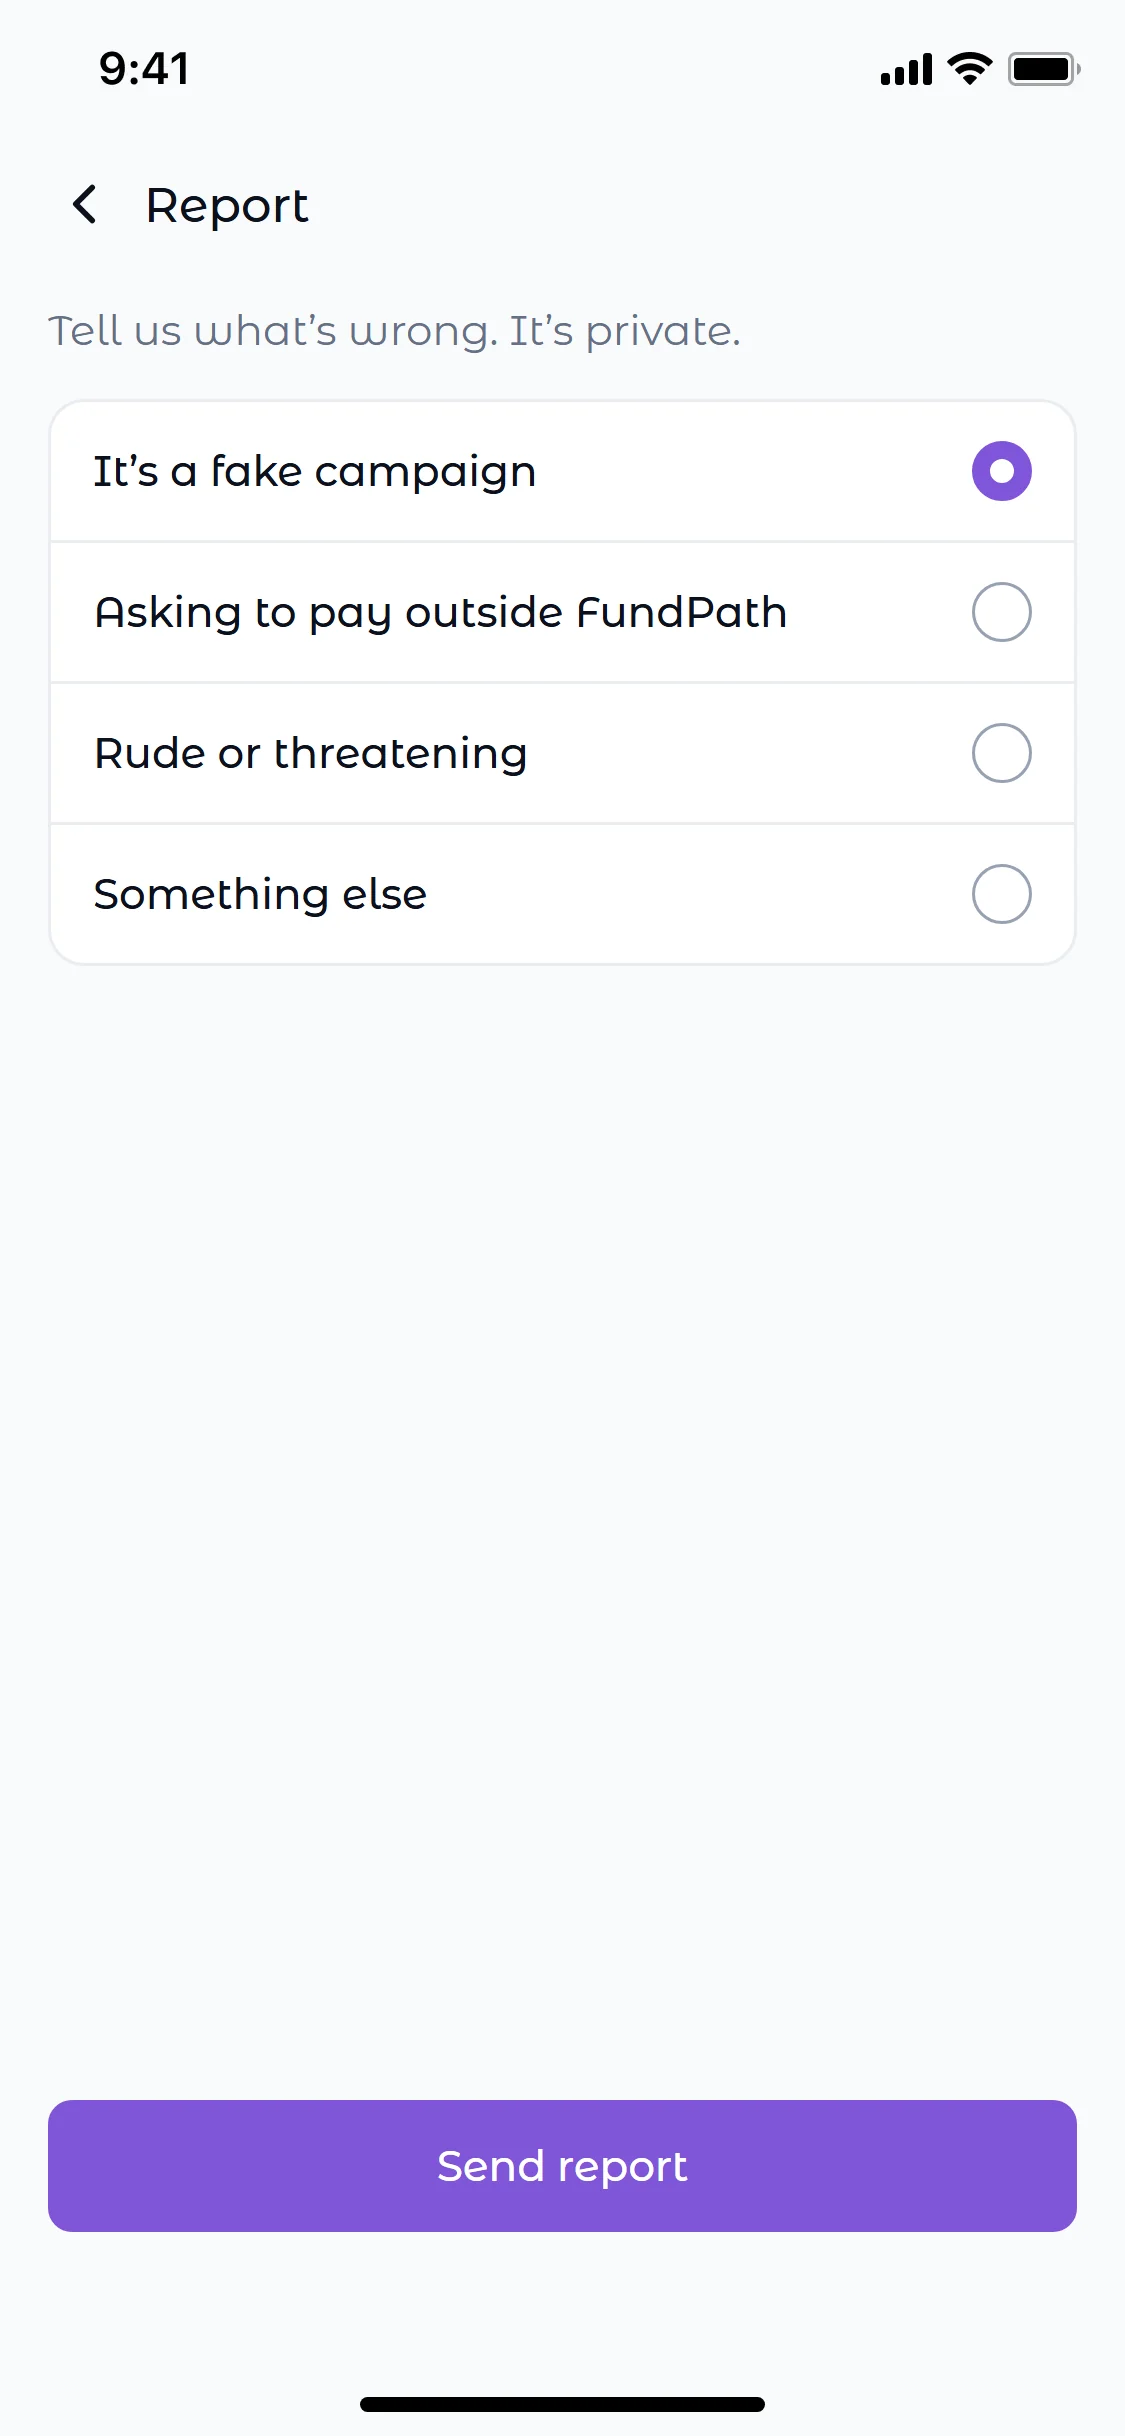 9:41
Report
Tell us what’s wrong. It’s private.
It’s a fake campaign
Asking to pay outside FundPath
Rude or threatening
Something else
Send report